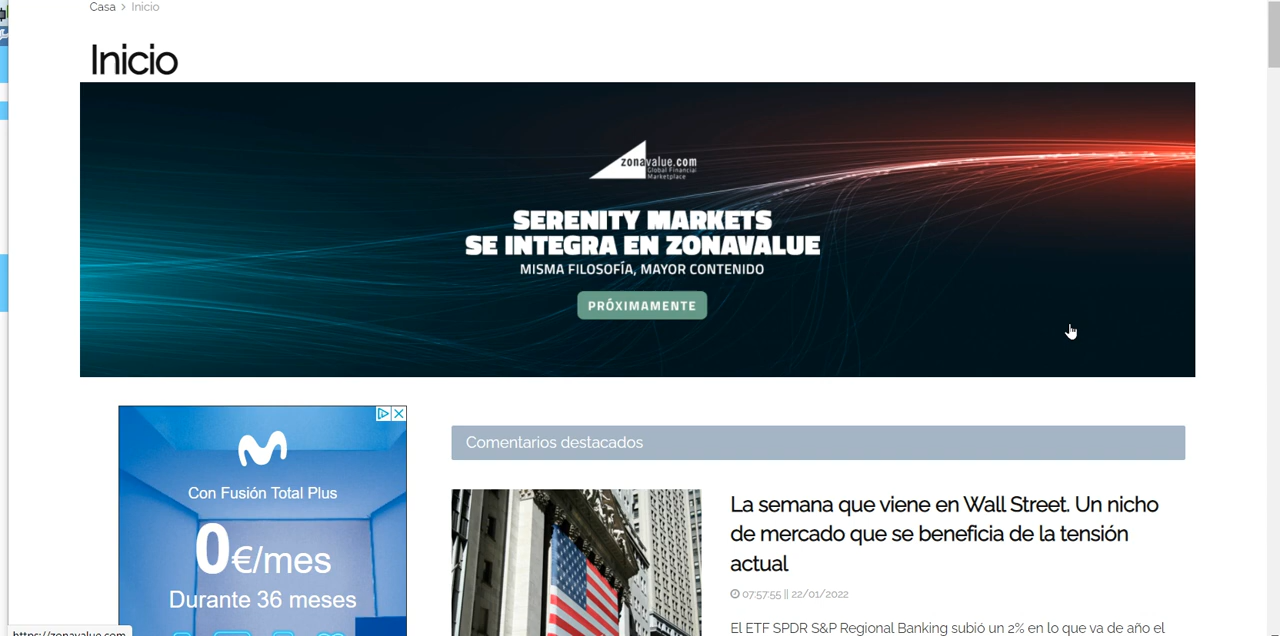 Casa > Inicio
Inicio
zonavalue.com
Global Financial
Marketplace
SERENITY MARKETS
SE INTEGRA EN ZONAVALUE
MISMA FILOSOFÍA, MAYOR CONTENIDO
PRÓXIMAMENTE
Con Fusión Total Plus
0€/mes
Durante 36 meses
Comentarios destacados
La semana que viene en Wall Street. Un nicho
de mercado que se beneficia de la tensión
actual
07:57:55 || 22/01/2022
El ETF SPDR S&P Regional Banking subió un 2% en lo que va de año el
https://zonavalue.com